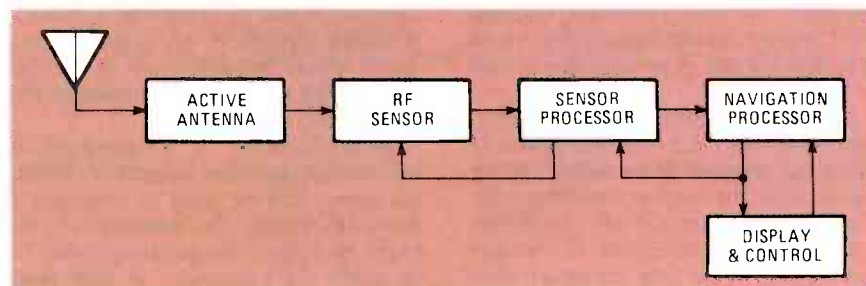 ACTIVE
ANTENNA
RF
SENSOR
SENSOR
PROCESSOR
NAVIGATION
PROCESSOR
DISPLAY
& CONTROL